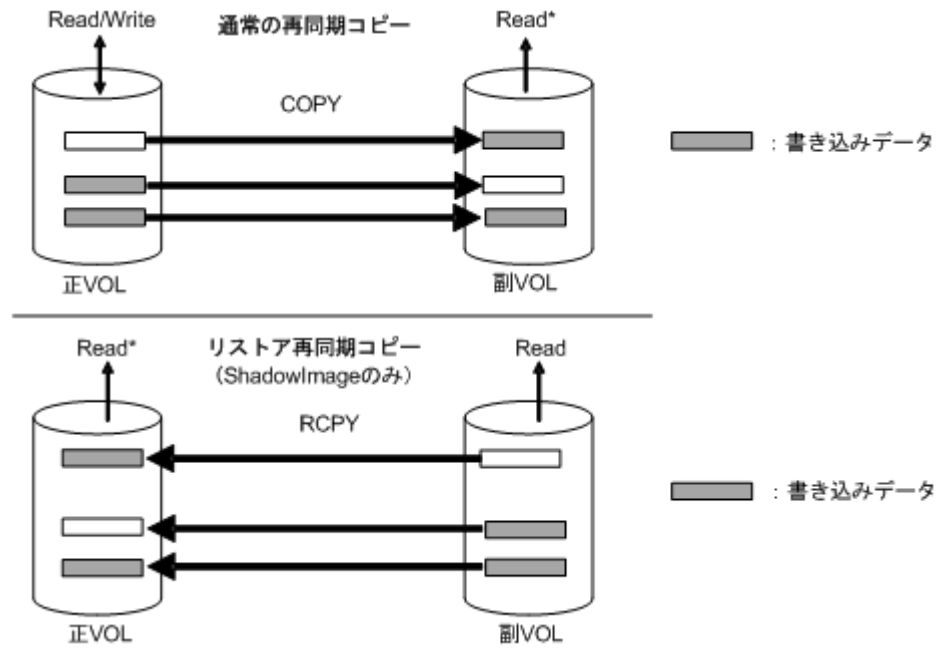 Read/Write
通常の再同期コピー
Read*
COPY
：書き込みデータ
正VOL
副VOL
Read*
リストア再同期コピー
Read
（ShadowImageのみ）
RCPY
：書き込みデータ
正VOL
副VOL